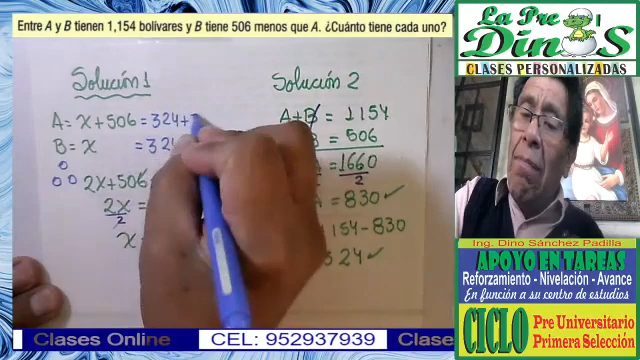 Entre A y B tienen 1,154 bolívares y B tiene 506 menos que A. ¿Cuánto tiene cada uno?
La Pre
DinoS
CLASES PERSONALIZADAS
Solución 1
A = x + 506 = 324 +
B = x = 324
2x + 506
2x
2
x
Solución 2
A + B = 1154
B = 506
1660
2
= 830 ✓
154 - 830
324 ✓
Ing. Dino Sánchez Padilla
APOYO EN TAREAS
Reforzamiento - Nivelación - Avance
En función a su centro de estudios
CICLO Pre Universitario
Primera Selección
Clases Online CEL: 952937939 Clases